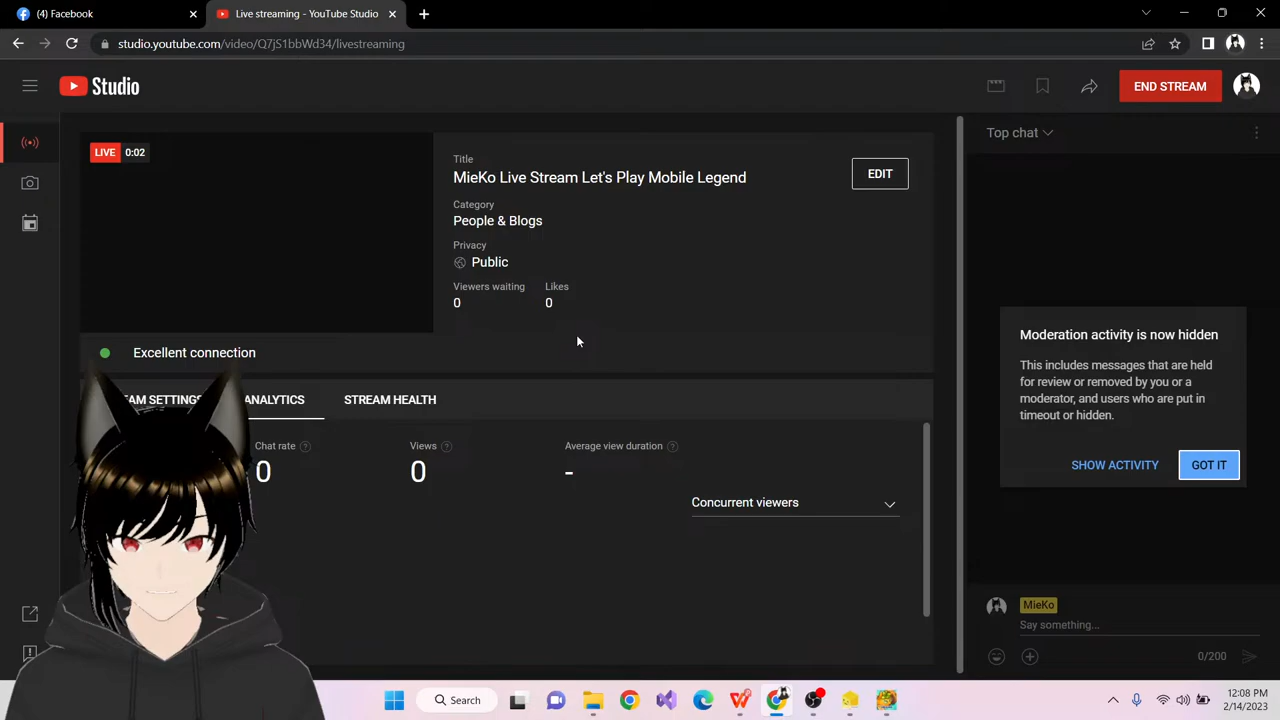 (4) Facebook
Live streaming - YouTube Studio
studio.youtube.com/video/Q7jS1bbWd34/livestreaming
Studio
END STREAM
LIVE 0:02
Title
MieKo Live Stream Let's Play Mobile Legend
EDIT
Category
People & Blogs
Privacy
Public
Viewers waiting
Likes
0
0
Excellent connection
AM SETTINGS
ANALYTICS
STREAM HEALTH
Chat rate
Views
Average view duration
0
0
-
Concurrent viewers
Top chat
Moderation activity is now hidden
This includes messages that are held
for review or removed by you or a
moderator, and users who are put in
timeout or hidden.
SHOW ACTIVITY
GOT IT
MieKo
Say something...
0/200
Search
12:08 PM
2/14/2023